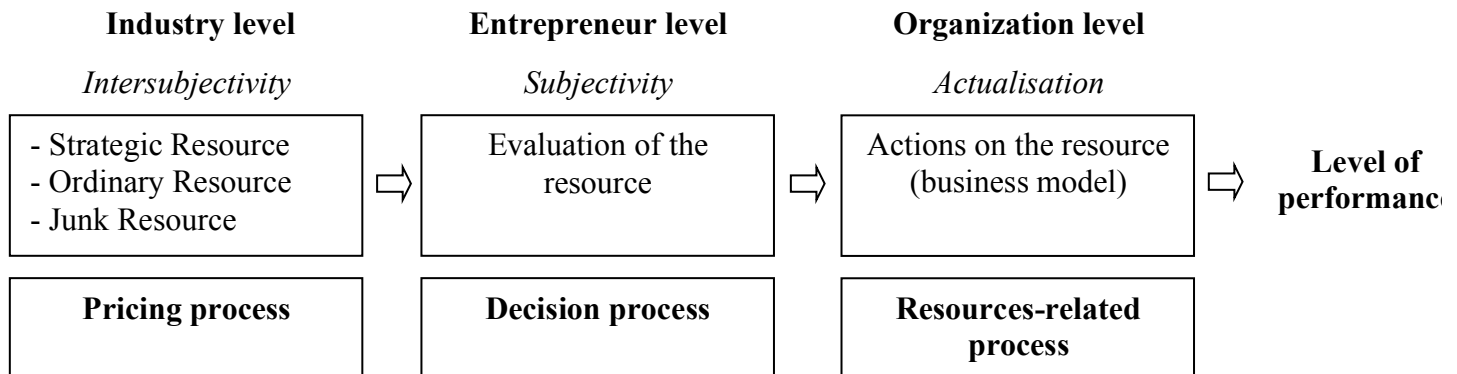 Industry level
Entrepreneur level
Organization level
Intersubjectivity
Subjectivity
Actualisation
- Strategic Resource
- Ordinary Resource
- Junk Resource
Evaluation of the
resource
Actions on the resource
(business model)
Level of
performanc
Pricing process
Decision process
Resources-related
process